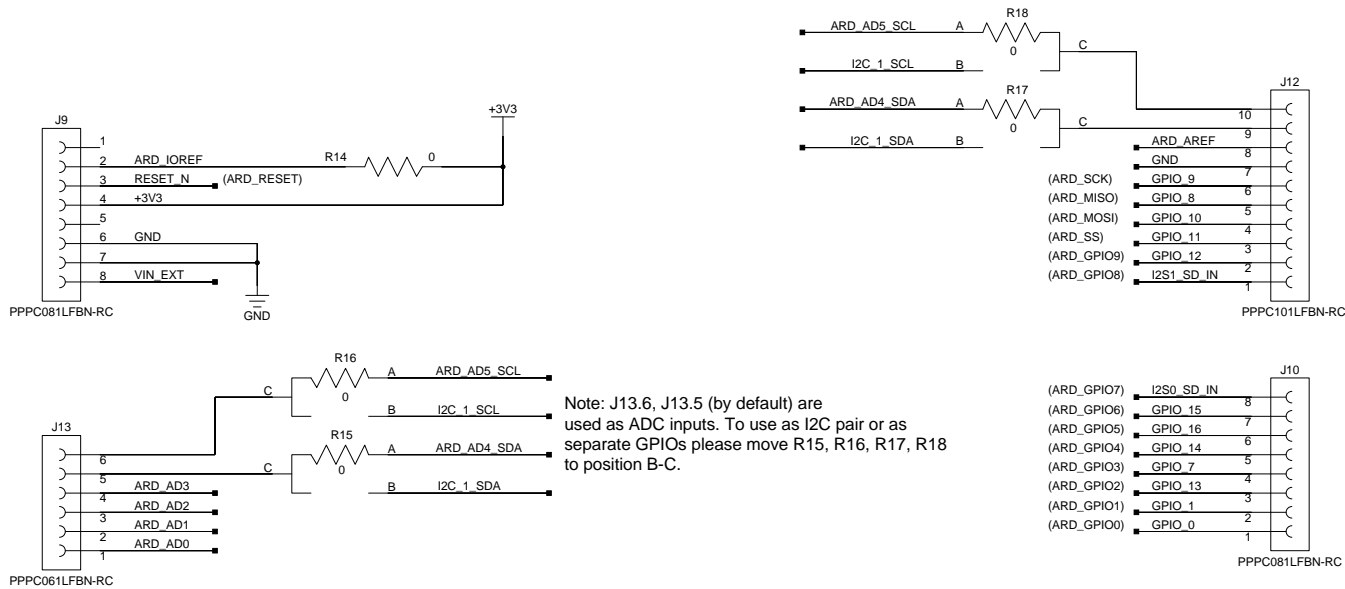 J9
1
2 ARD_IOREF
3 RESET_N (ARD_RESET)
4 +3V3
5
6 GND
7
8 VIN_EXT
PPPC081LFBN-RC
R14 0
+3V3
GND
ARD_AD5_SCL A R18
0
C
I2C_1_SCL B
ARD_AD4_SDA A R17
0
C
I2C_1_SDA B
J12
10
9
ARD_AREF 8
GND 7
(ARD_SCK) GPIO_9 6
(ARD_MISO) GPIO_8 5
(ARD_MOSI) GPIO_10 4
(ARD_SS) GPIO_11 3
(ARD_GPIO9) GPIO_12 2
(ARD_GPIO8) I2S1_SD_IN 1
PPPC101LFBN-RC
R16
0
C
A ARD_AD5_SCL
B I2C_1_SCL
R15
0
C
A ARD_AD4_SDA
B I2C_1_SDA
J13
6
5
ARD_AD3
4
ARD_AD2
3
ARD_AD1
2
ARD_AD0
1
PPPC061LFBN-RC
Note: J13.6, J13.5 (by default) are
used as ADC inputs. To use as I2C pair or as
separate GPIOs please move R15, R16, R17, R18
to position B-C.
J10
(ARD_GPIO7) I2S0_SD_IN 8
(ARD_GPIO6) GPIO_15 7
(ARD_GPIO5) GPIO_16 6
(ARD_GPIO4) GPIO_14 5
(ARD_GPIO3) GPIO_7 4
(ARD_GPIO2) GPIO_13 3
(ARD_GPIO1) GPIO_1 2
(ARD_GPIO0) GPIO_0 1
PPPC081LFBN-RC